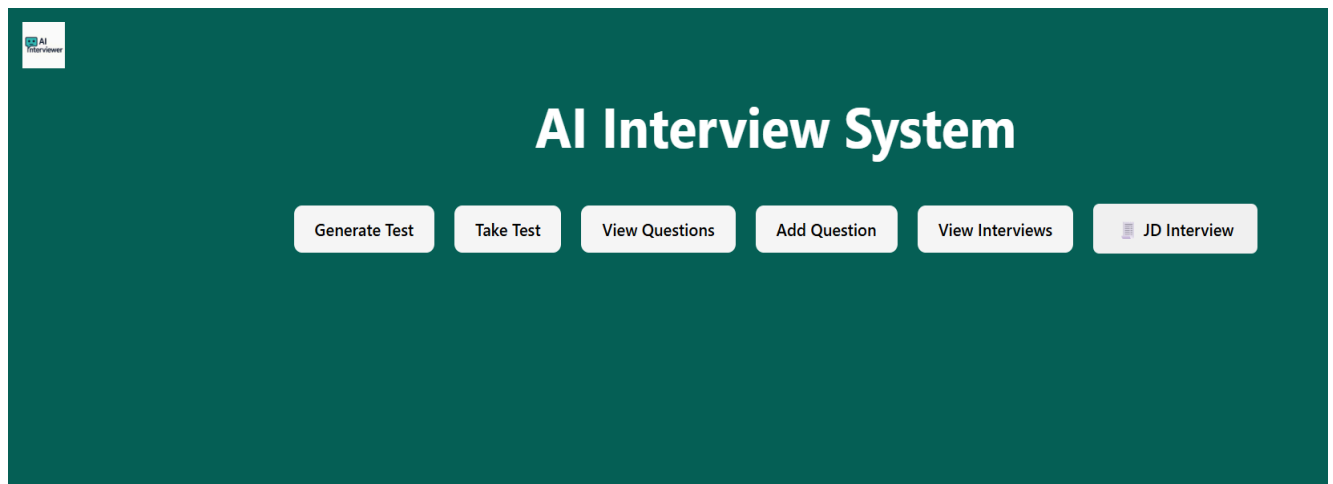 AI
Interviewer
AI Interview System
Generate Test Take Test View Questions Add Question View Interviews JD Interview